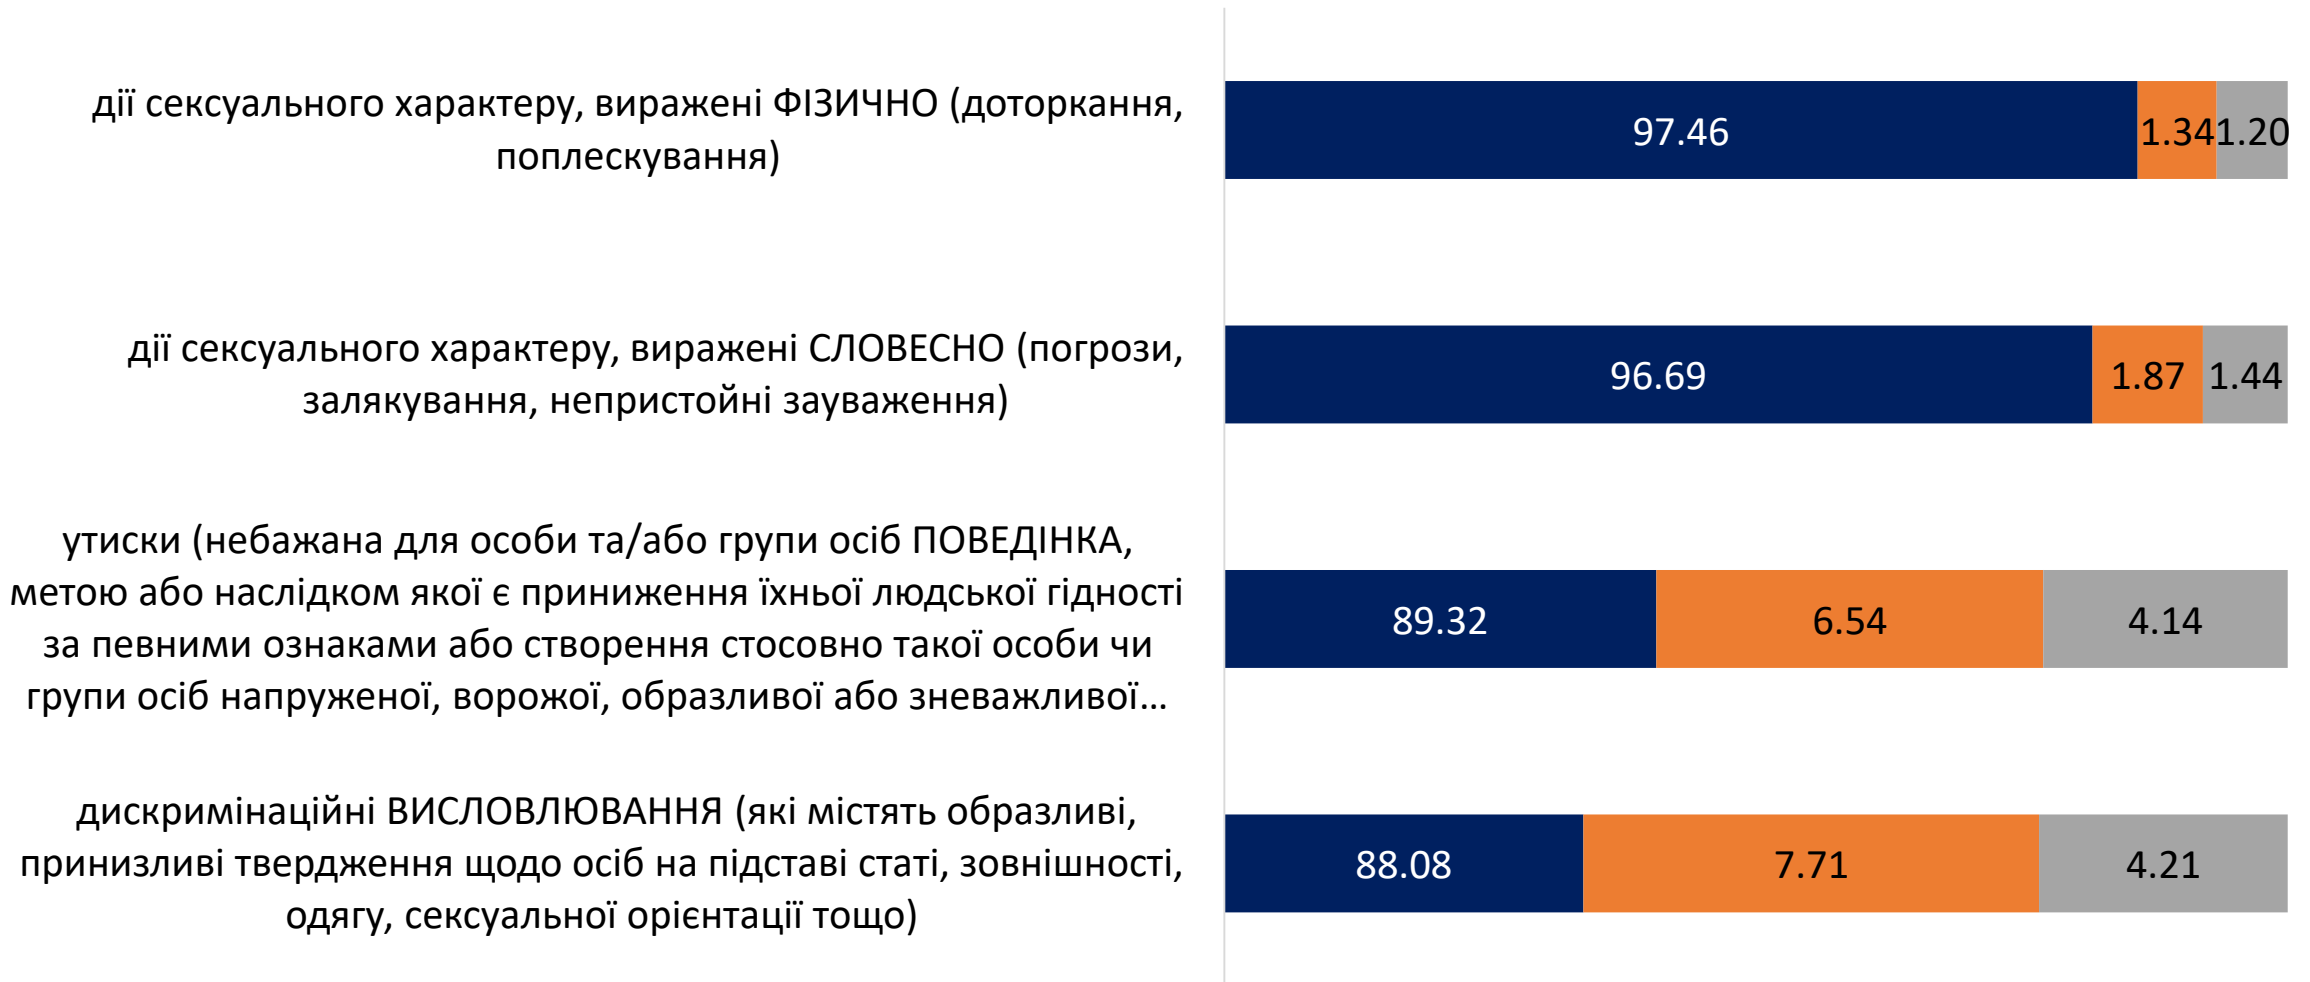 дії сексуального характеру, виражені ФІЗИЧНО (доторкання,
поплескування)
97.46 1.34 1.20
дії сексуального характеру, виражені СЛОВЕСНО (погрози,
залякування, непристойні зауваження)
96.69 1.87 1.44
утиски (небажана для особи та/або групи осіб ПОВЕДІНКА,
метою або наслідком якої є приниження їхньої людської гідності
за певними ознаками або створення стосовно такої особи чи
групи осіб напруженої, ворожої, образливої або зневажливої…
89.32 6.54 4.14
дискримінаційні ВИСЛОВЛЮВАННЯ (які містять образливі,
принизливі твердження щодо осіб на підставі статі, зовнішності,
одягу, сексуальної орієнтації тощо)
88.08 7.71 4.21